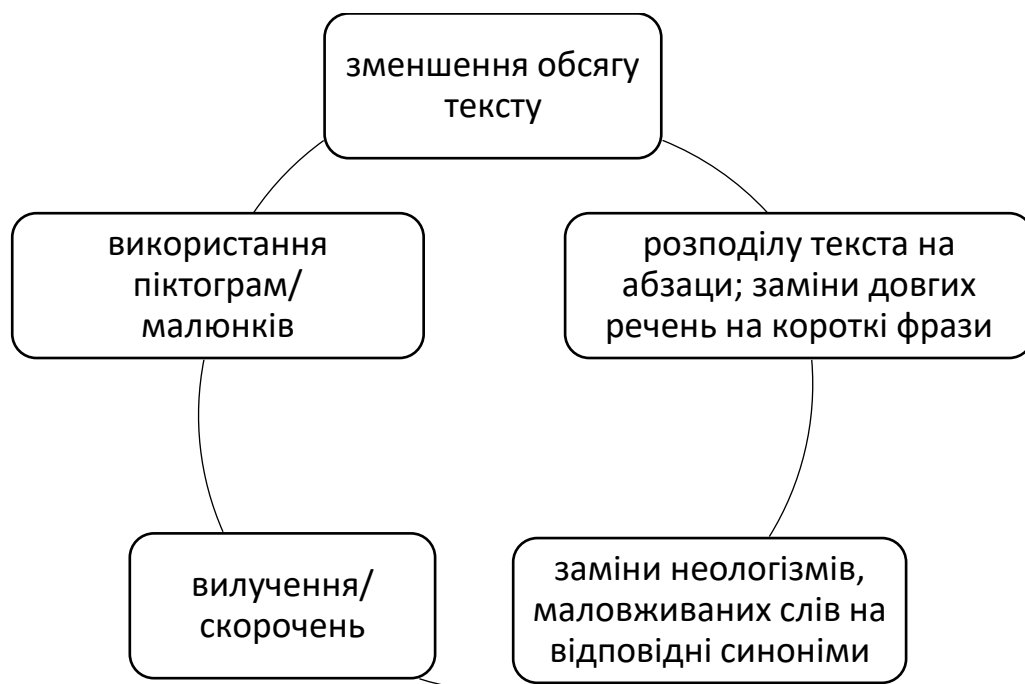 зменшення обсягу
тексту
використання
піктограм/
малюнків
розподілу текста на
абзаци; заміни довгих
речень на короткі фрази
вилучення/
скорочень
заміни неологізмів,
маловживаних слів на
відповідні синоніми